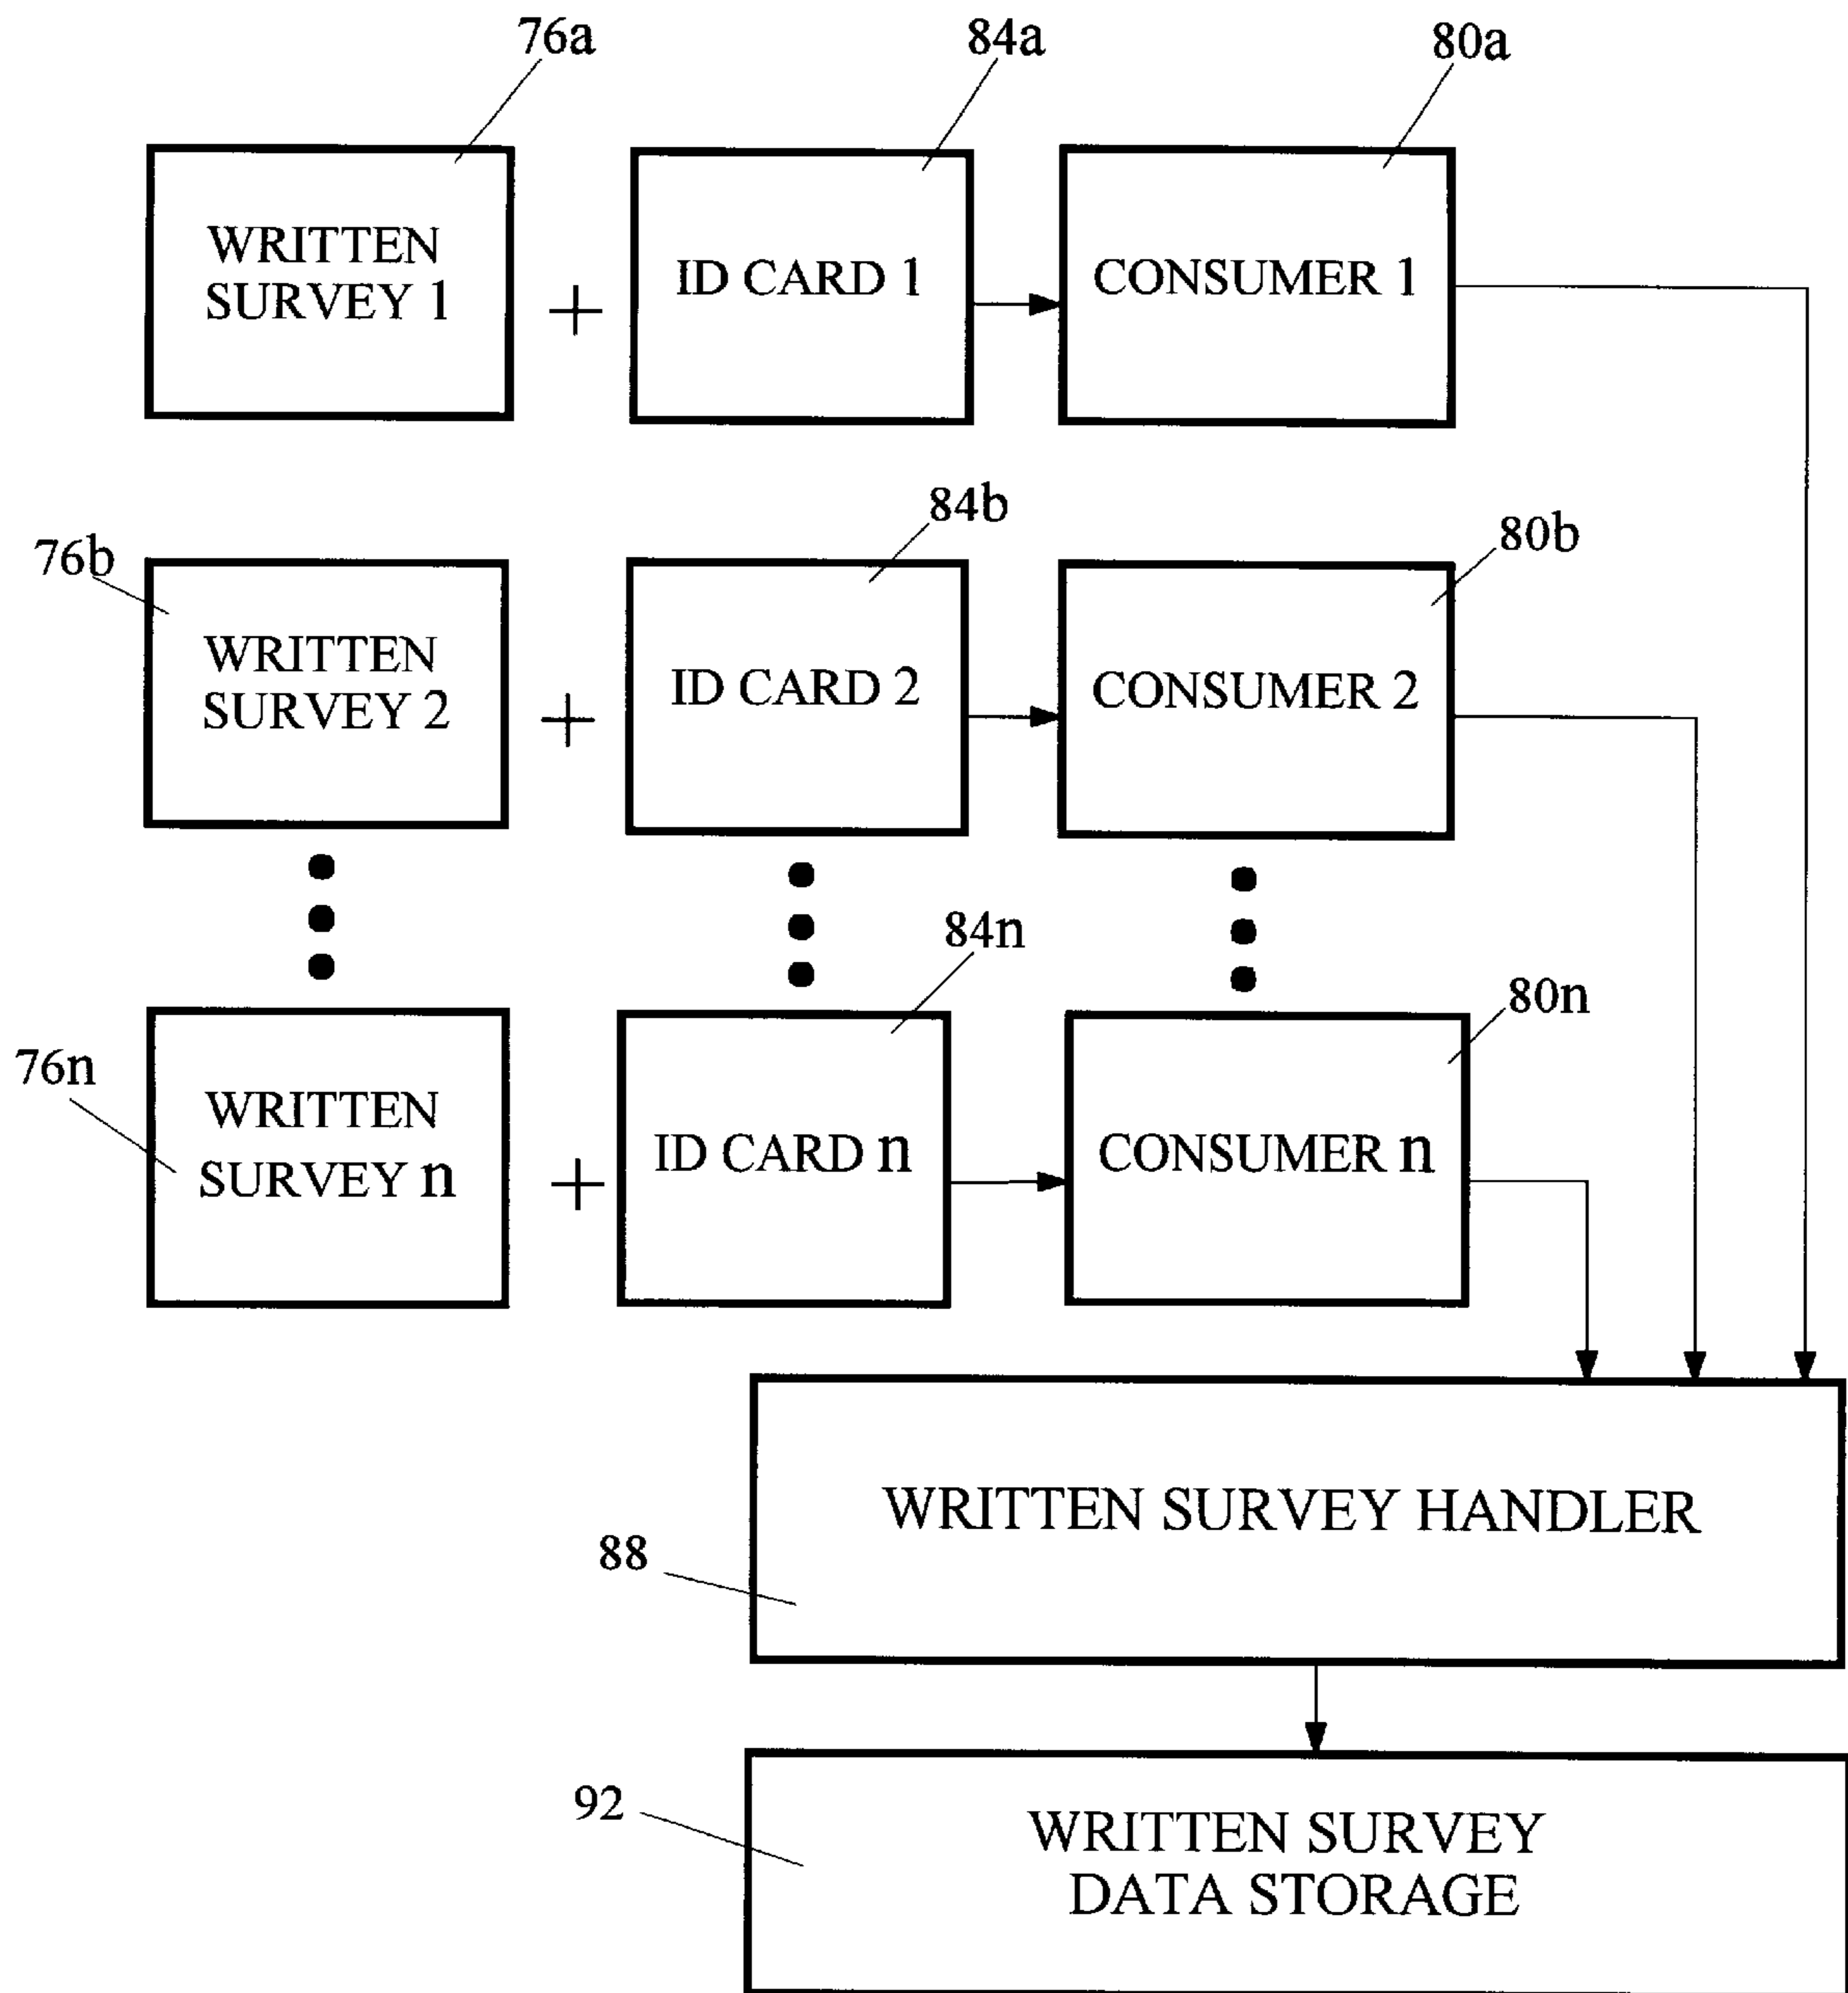 76a
84a
80a
WRITTEN
SURVEY 1
+
ID CARD 1
CONSUMER 1
76b
84b
80b
WRITTEN
SURVEY 2
+
ID CARD 2
CONSUMER 2
76n
84n
80n
WRITTEN
SURVEY n
+
ID CARD n
CONSUMER n
WRITTEN SURVEY HANDLER
88
92
WRITTEN SURVEY
DATA STORAGE